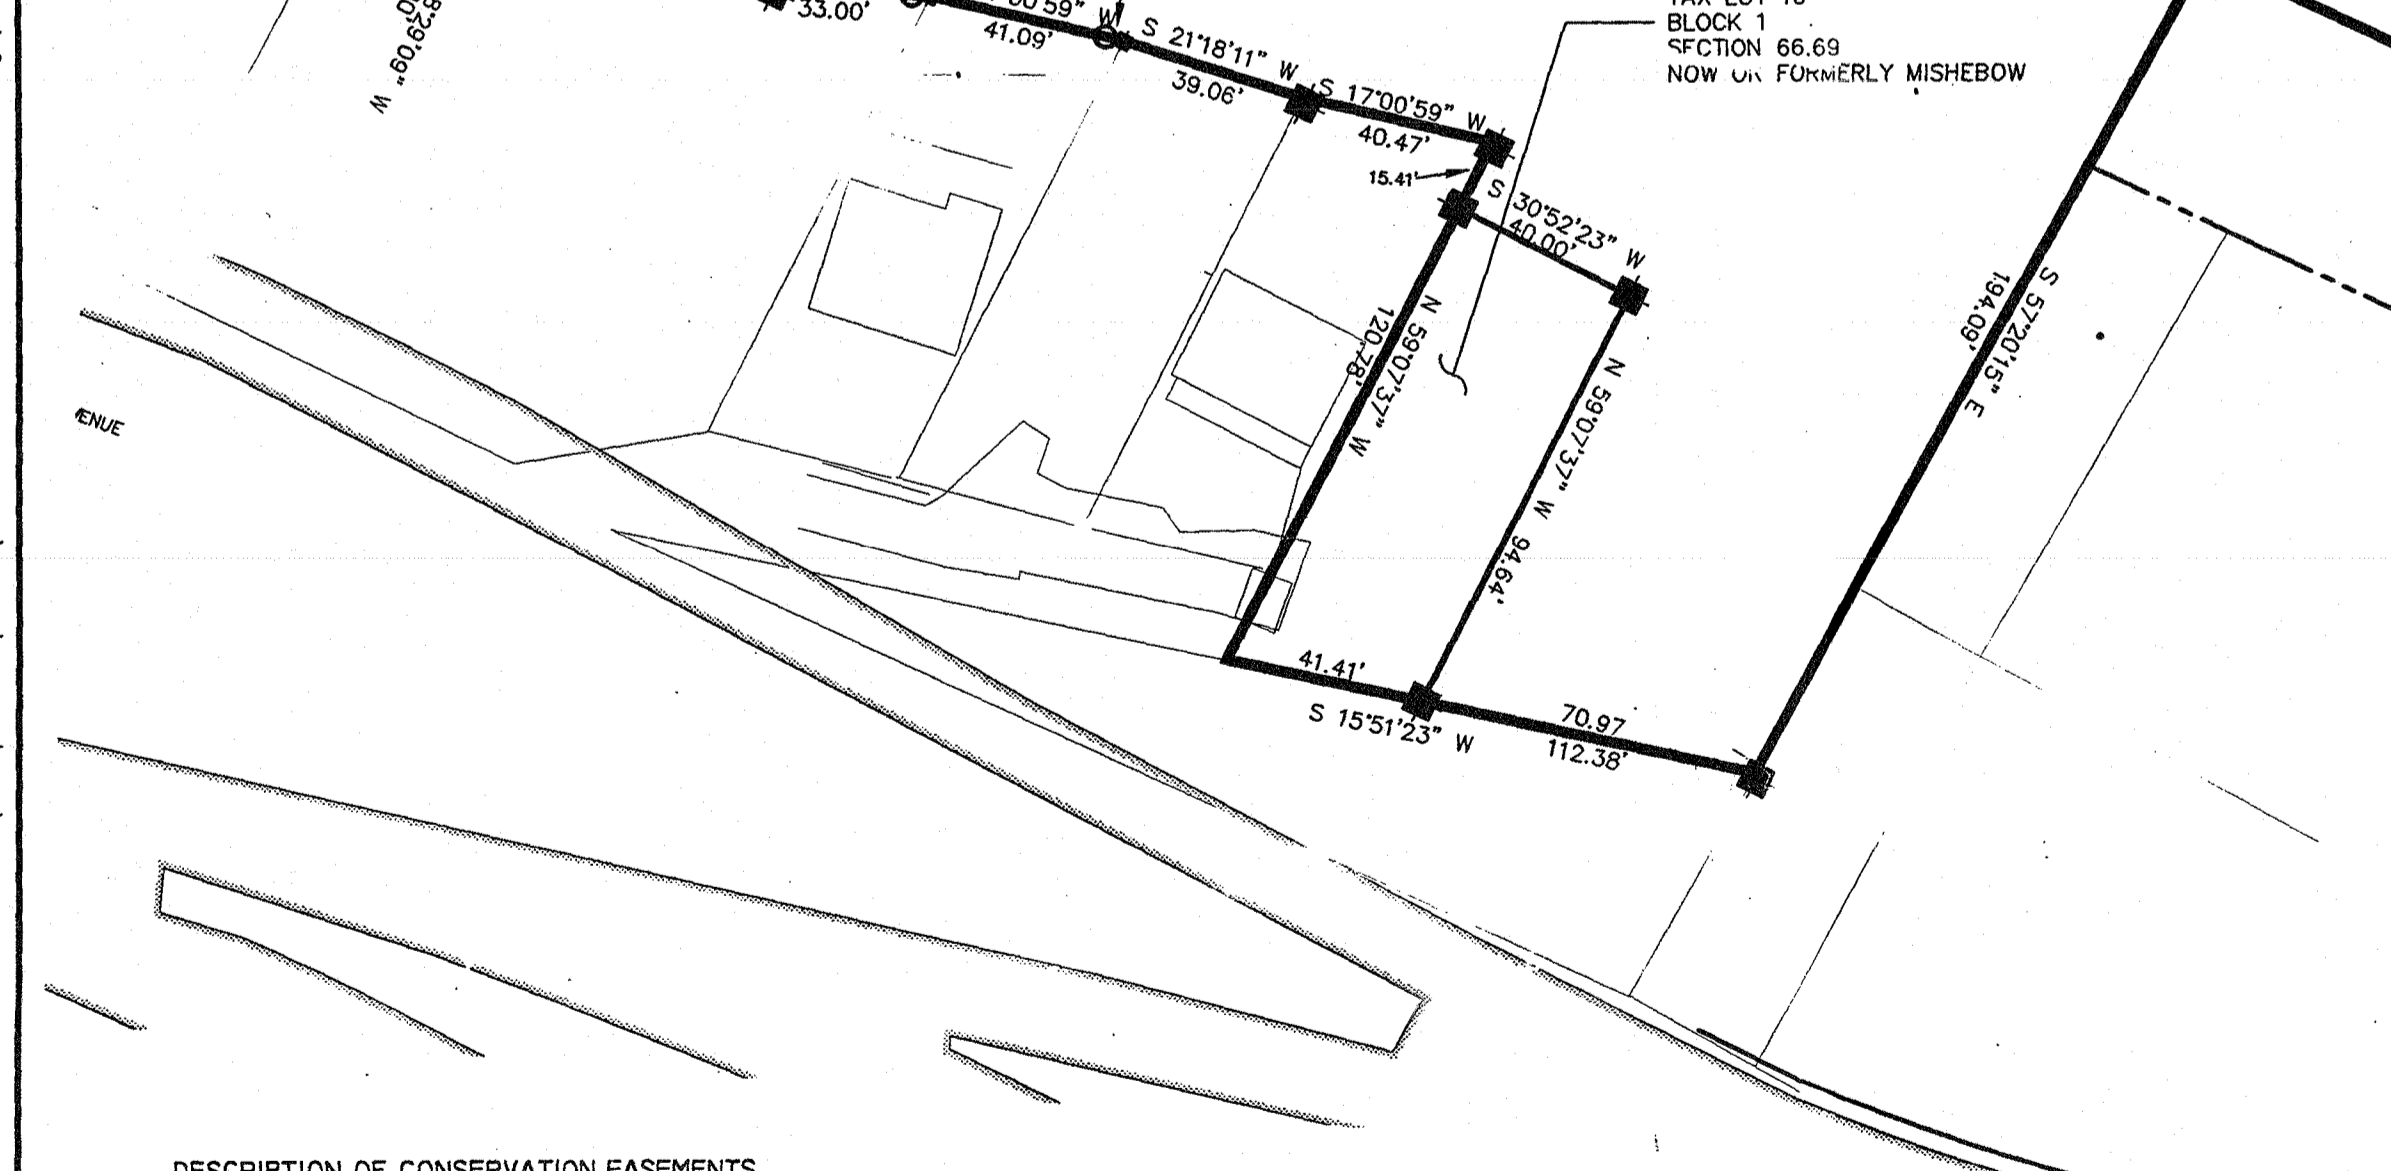 33.00'
41.09'
S 21°18'11" W
39.06'
S 17°00'59" W
40.47'
15.41'
S 30°52'23" W
40.00'
BLOCK 1
SECTION 66.69
NOW OR FORMERLY MISHEBOW
N 59°07'37" W
120.78'
N 59°07'37" W 94.64'
S 57°20'15" E
194.09'
ENUE
41.41'
S 15°51'23" W
70.97
112.38'
DESCRIPTION OF CONSERVATION EASEMENTS